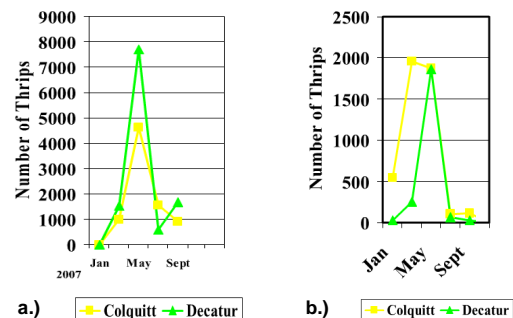 Number of Thrips
9000
8000
7000
6000
5000
4000
3000
2000
1000
0
Jan May Sept
2007
a.) Colquitt Decatur
Number of Thrips
2500
2000
1500
1000
500
0
Jan May Sept
b.) Colquitt Decatur